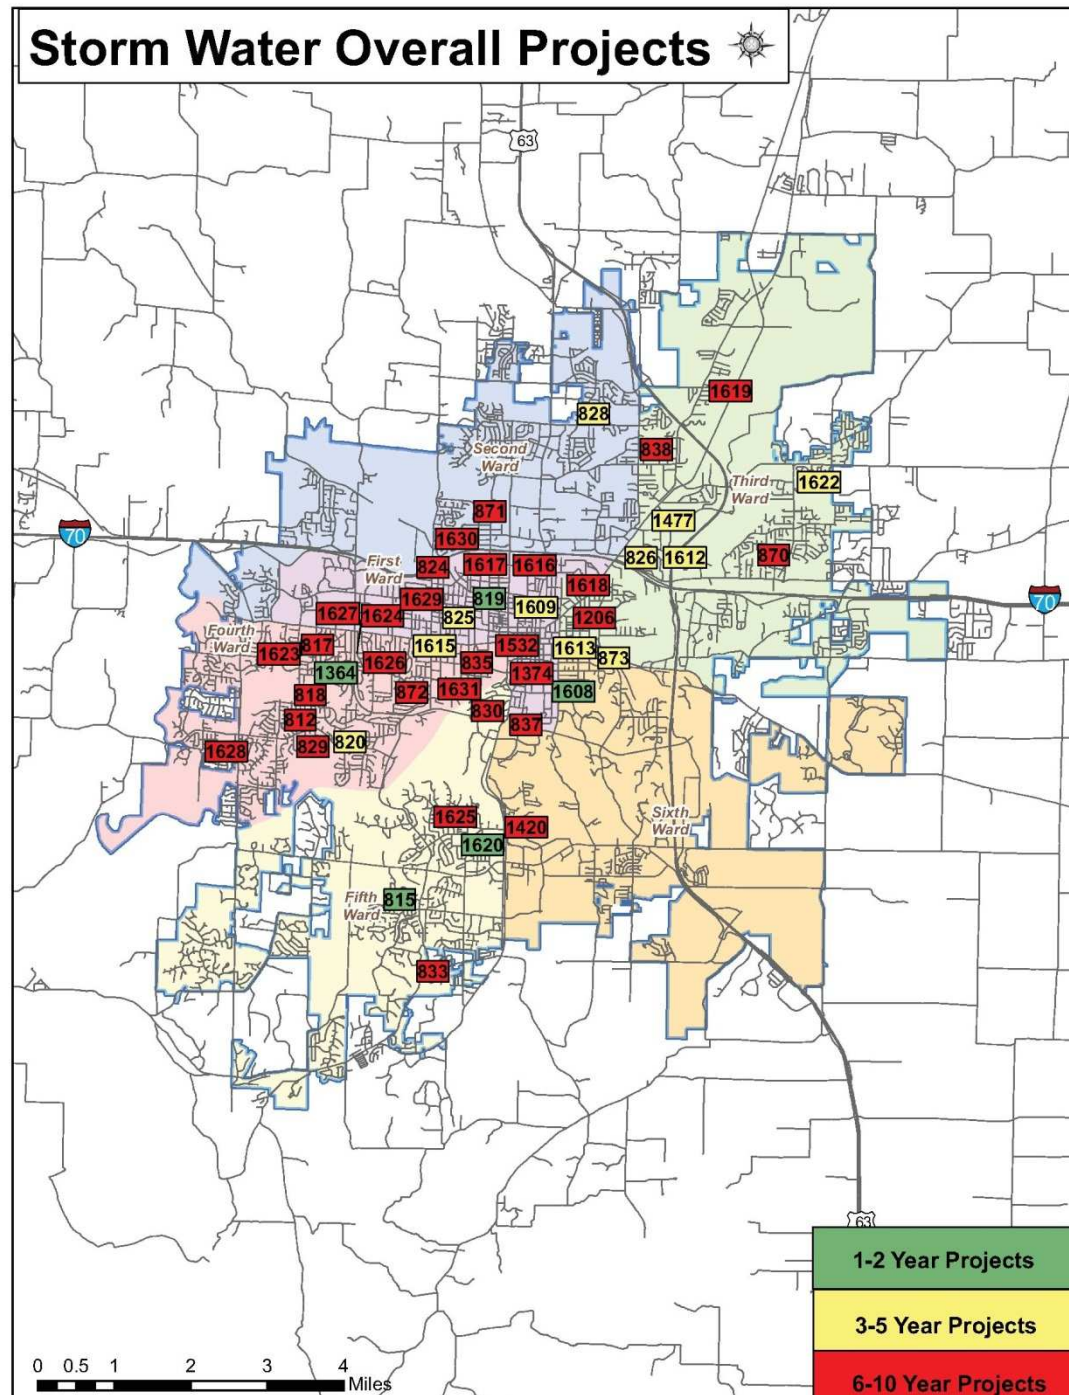 Storm Water Overall Projects
63
1619
828
838
Second
Ward
Third
Ward
1622
871
1477
70
1630
First
Ward
824
1617
1616
826
1612
870
1618
70
1627
1624
1629
819
825
1609
1206
Fourth
Ward
1623
817
1615
1532
1613
873
1626
835
1364
1374
818
872
1631
1608
812
830
837
1628
829
820
1625
1420
Sixth
Ward
1620
Fifth
Ward
815
833
63
1-2 Year Projects
3-5 Year Projects
6-10 Year Projects
0 0.5 1 2 3 4
Miles